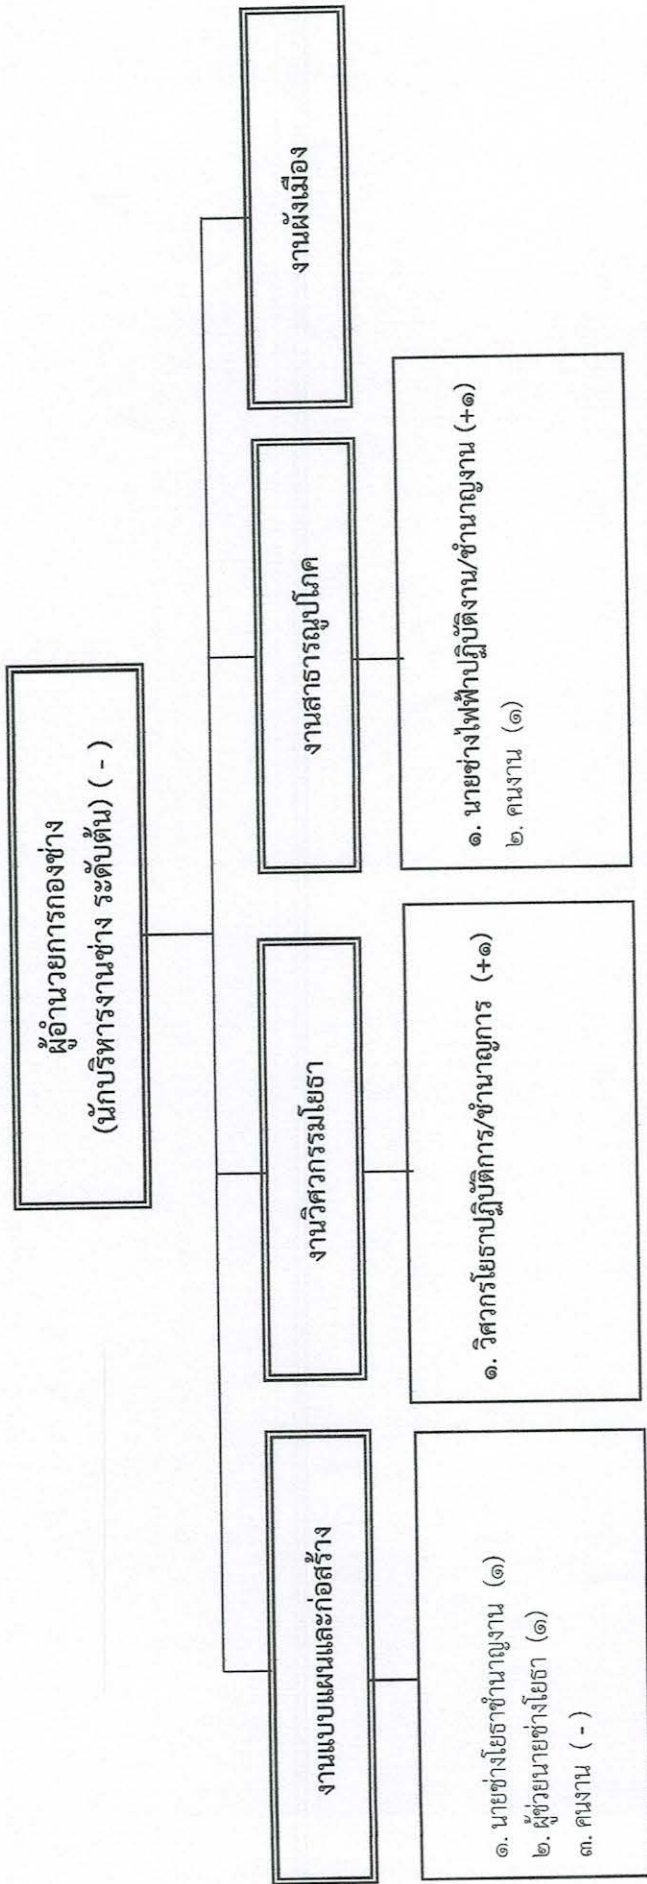 ผู้อำนวยการกองช่าง
(นักบริหารงานช่าง ระดับต้น) ( - )
งานแบบแผนและก่อสร้าง
งานวิศวกรรมโยธา
งานสาธารณูปโภค
งานผังเมือง
๑. นายช่างโยธาชำนาญงาน (๑)
๒. ผู้ช่วยนายช่างโยธา (๑)
๓. คนงาน ( - )
๑. วิศวกรโยธาปฏิบัติการ/ชำนาญการ (+๑)
๑. นายช่างไฟฟ้าปฏิบัติงาน/ชำนาญงาน (+๑)
๒. คนงาน (๑)